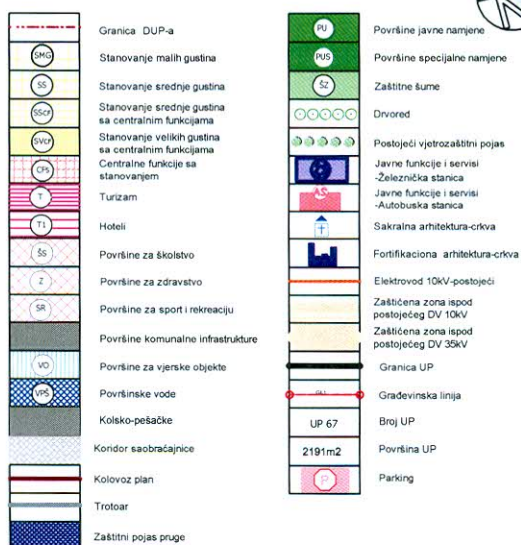 Granica DUP-a
SMG
Stanovanje malih gustina
SS
Stanovanje srednje gustina
SScF
Stanovanje srednje gustina
sa centralnim funkcijama
SVcF
Stanovanje velikih gustina
sa centralnim funkcijama
CFs
Centralne funkcije sa
stanovanjem
T
Turizam
T1
Hoteli
ŠS
Površine za školstvo
Z
Površine za zdravstvo
SR
Površine za sport i rekreaciju
Površine komunalne infrastrukture
VO
Površine za vjerske objekte
VPŠ
Površinske vode
Kolsko-pešačke
Koridor saobraćajnice
Kolovoz plan
Trotoar
Zaštitni pojas pruge
PU
Površine javne namjene
PUS
Površine specijalne namjene
ŠZ
Zaštitne šume
Drvored
Postojeći vjetrozaštitni pojas
Javne funkcije i servisi
-Železnička stanica
AS
Javne funkcije i servisi
-Autobuska stanica
Sakralna arhitektura-crkva
Fortifikaciona arhitektura-crkva
Elektrovod 10kV-postojeći
Zaštićena zona ispod
postojećeg DV 10kV
Zaštićena zona ispod
postojećeg DV 35kV
Granica UP
Građevinska linija
UP 67
Broj UP
2191m2
Površina UP
P
Parking